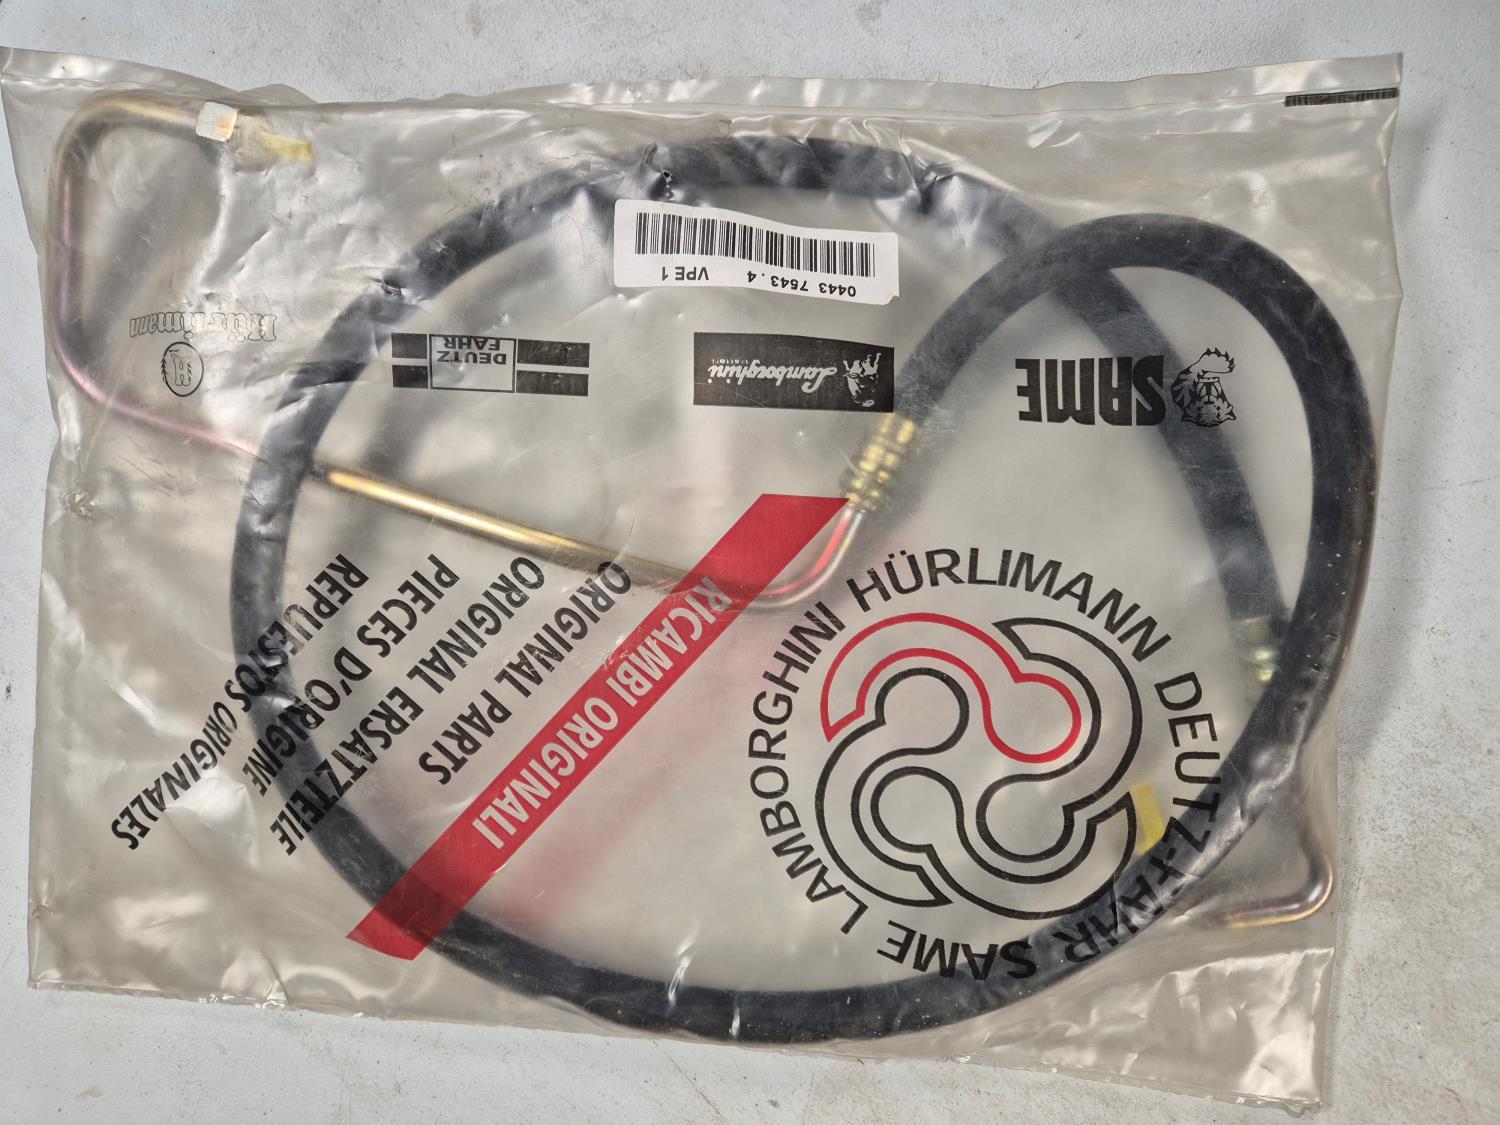 0443 7543.4
VPE 1
SAME
Lamborghini
trattori
DEUTZ
FAHR
Hürlimann
H
RICAMBI ORIGINALI
ORIGINAL PARTS
ORIGINAL ERSATZTEILE
PIECES D'ORIGINE
REPUESTOS ORIGINALES
SAME LAMBORGHINI HÜRLIMANN DEUTZ-FAHR